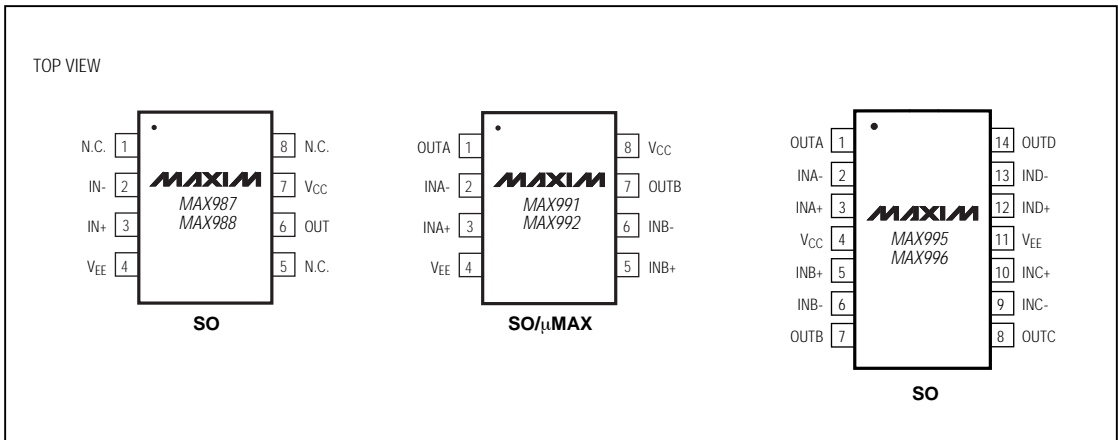 TOP VIEW
N.C. 1
IN- 2
IN+ 3
VEE 4
MAXIM
MAX987
MAX988
8 N.C.
7 VCC
6 OUT
5 N.C.
SO
OUTA 1
INA- 2
INA+ 3
VEE 4
MAXIM
MAX991
MAX992
8 VCC
7 OUTB
6 INB-
5 INB+
SO/μMAX
OUTA 1
INA- 2
INA+ 3
VCC 4
INB+ 5
INB- 6
OUTB 7
MAXIM
MAX995
MAX996
14 OUTD
13 IND-
12 IND+
11 VEE
10 INC+
9 INC-
8 OUTC
SO